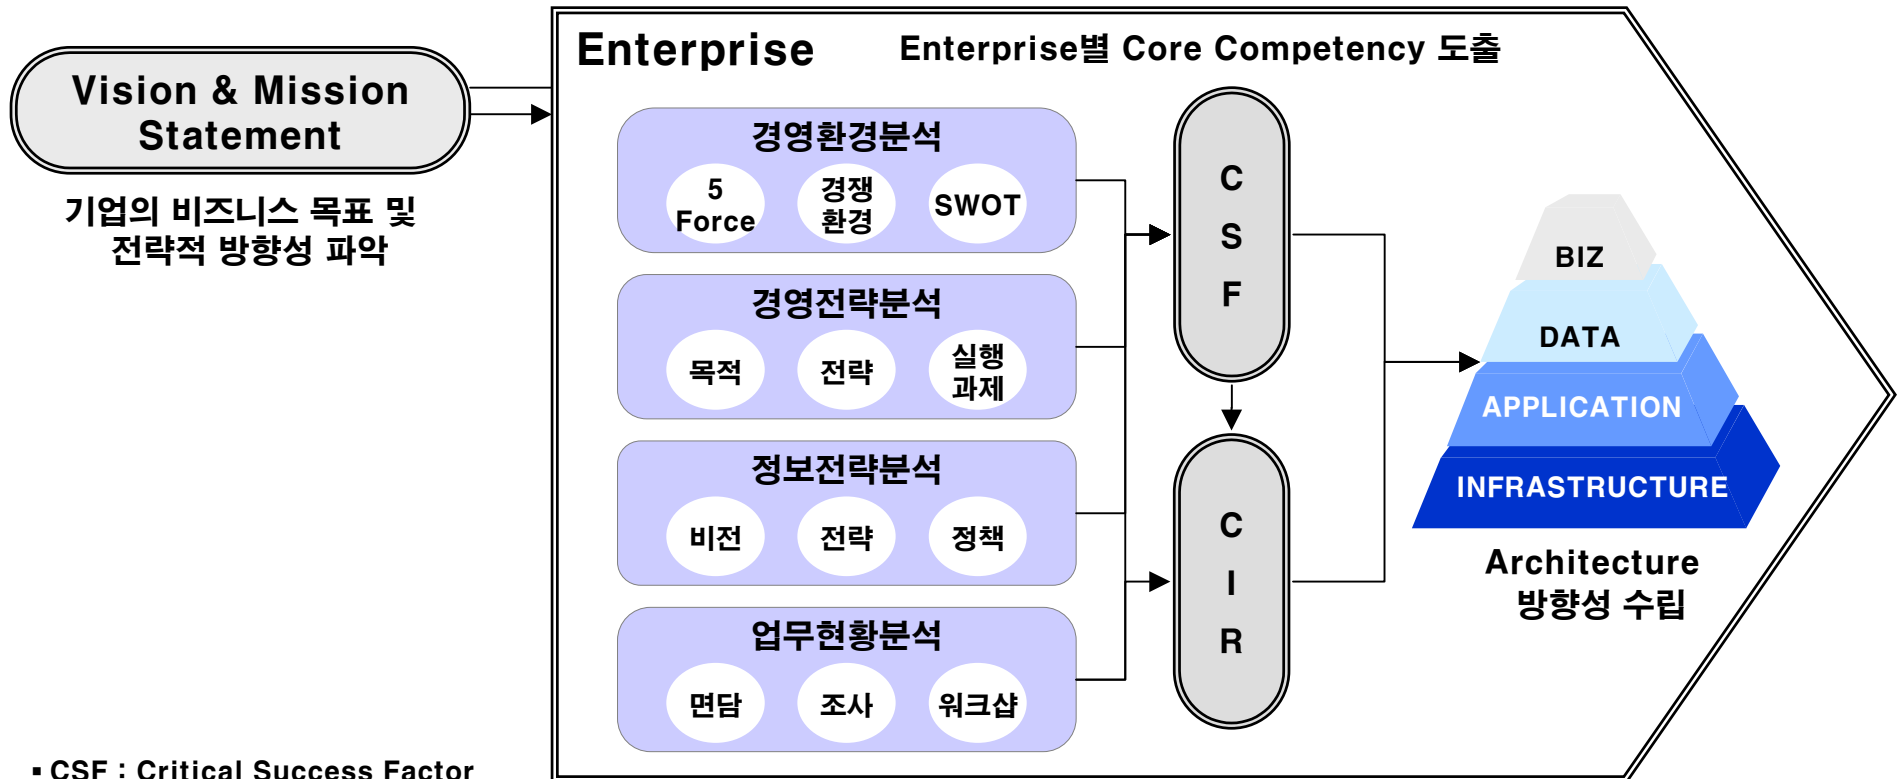 Enterprise
Enterprise별 Core Competency 도출
Vision & Mission
Statement
기업의 비즈니스 목표 및
전략적 방향성 파악
경영환경분석
5
Force
경쟁
환경
SWOT
경영전략분석
목적
전략
실행
과제
정보전략분석
비전
전략
정책
업무현황분석
면담
조사
워크샵
C
S
F
C
I
R
BIZ
DATA
APPLICATION
INFRASTRUCTURE
Architecture
방향성 수립
▪ CSF : Critical Success Factor